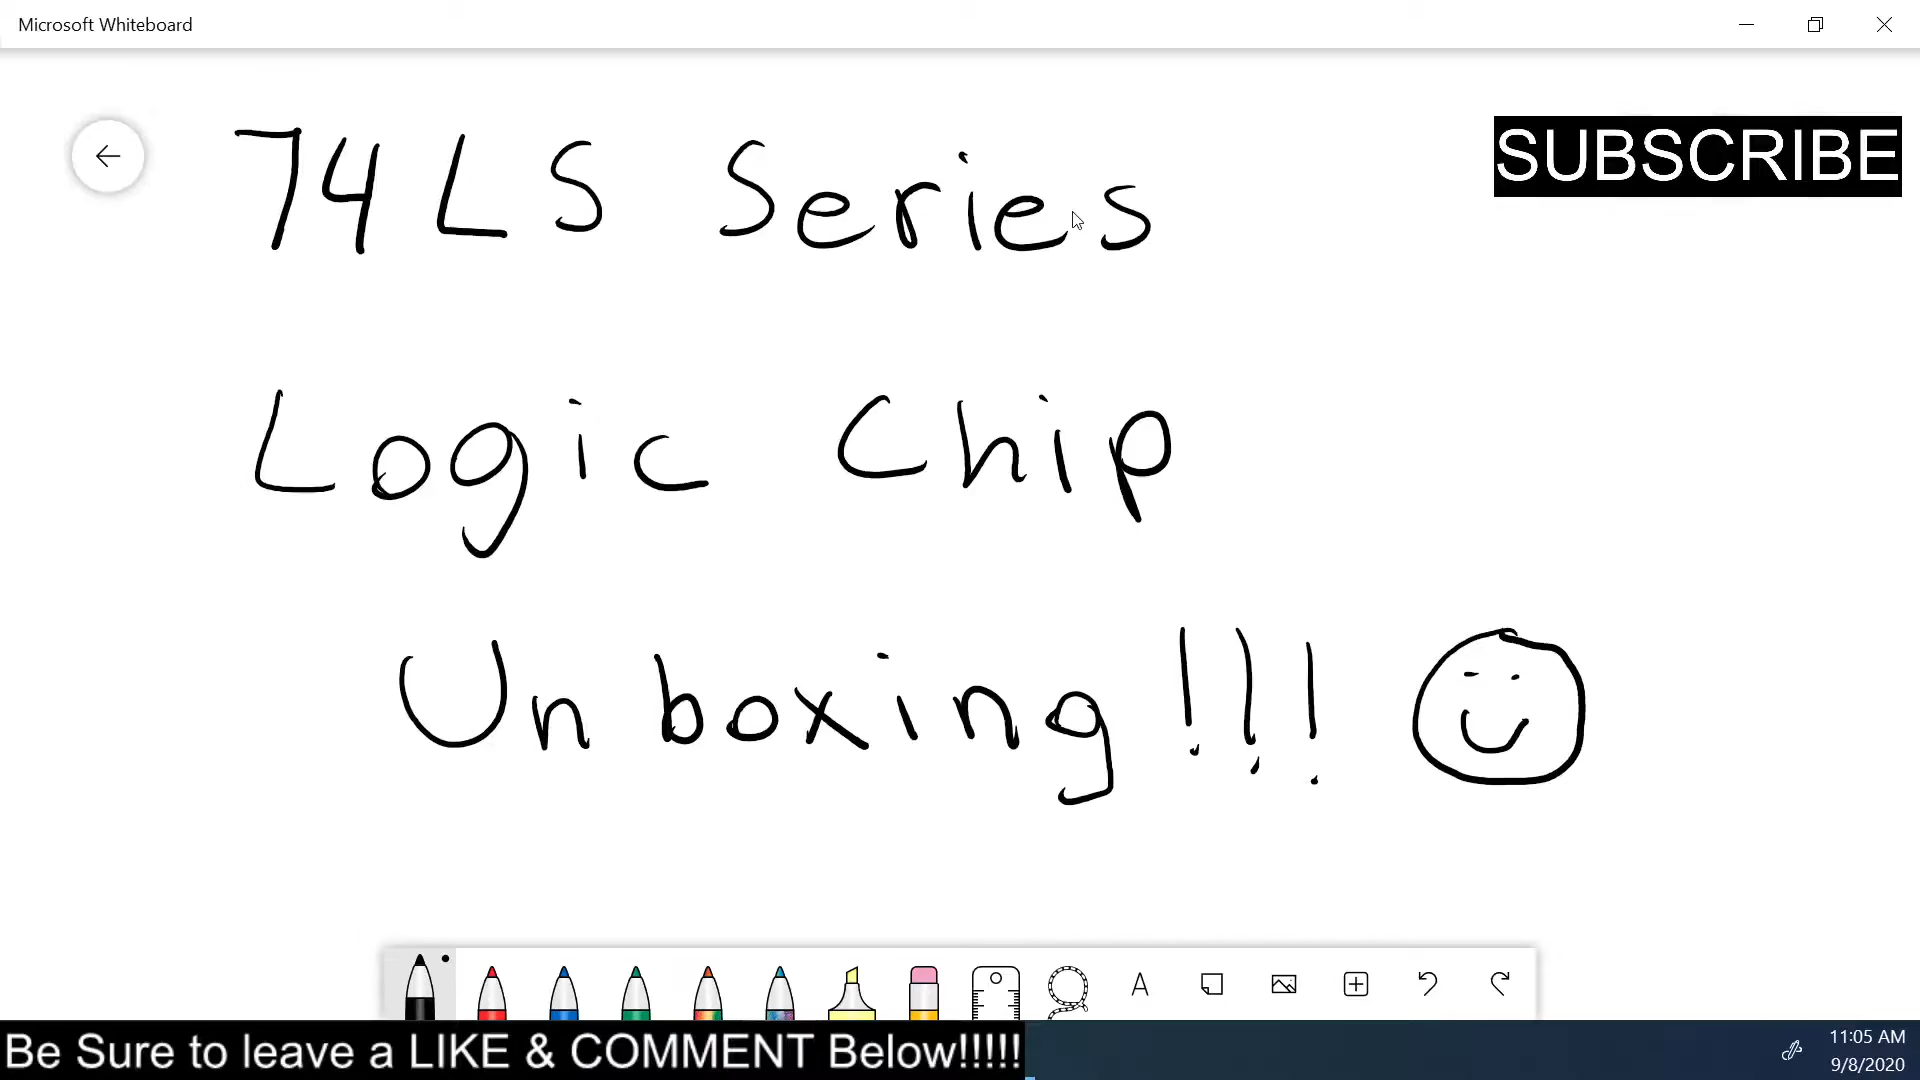 Microsoft Whiteboard
74LS Series
SUBSCRIBE
Logic Chip
Unboxing!!!
Be Sure to leave a LIKE & COMMENT Below!!!!!
11:05 AM
9/8/2020